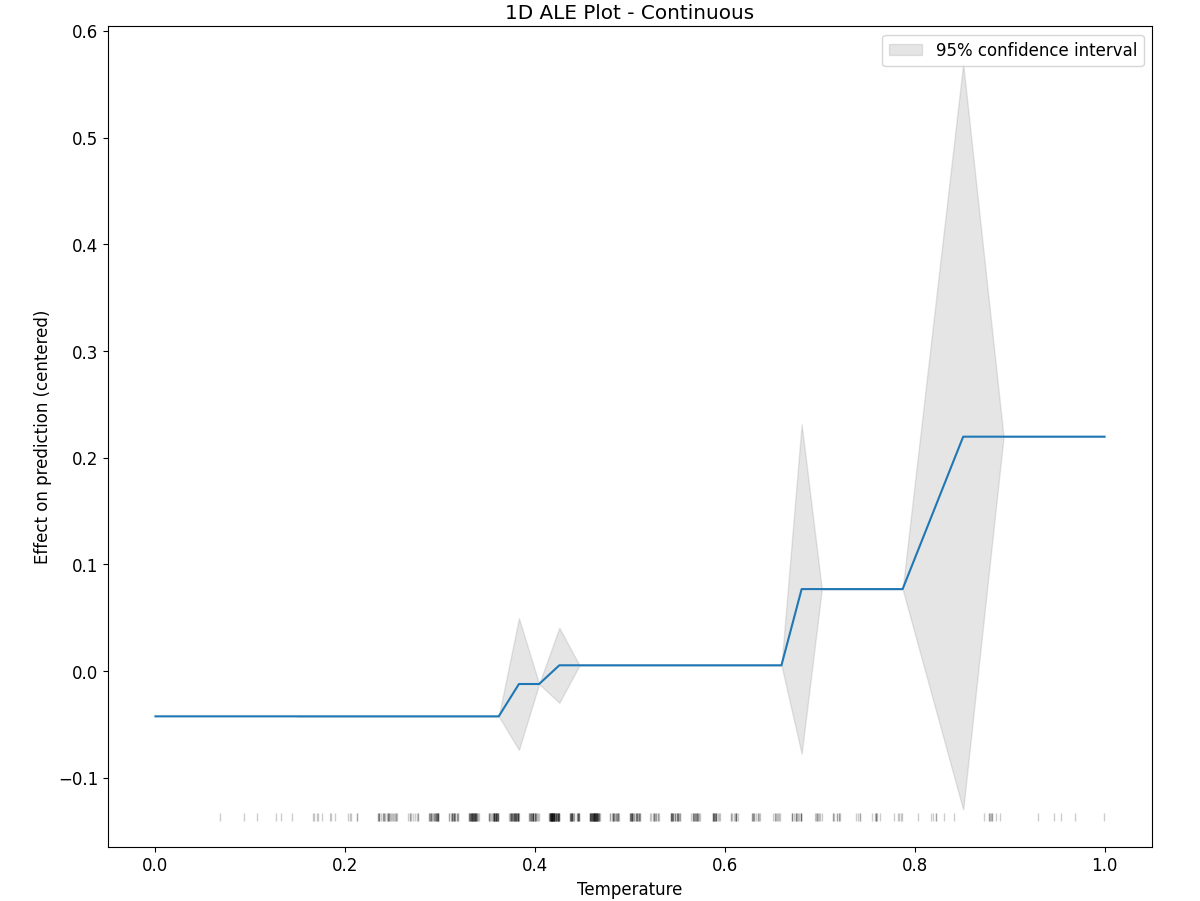 1D ALE Plot - Continuous
95% confidence interval
Effect on prediction (centered)
0.6
0.5
0.4
0.3
0.2
0.1
0.0
−0.1
0.0 0.2 0.4 0.6 0.8 1.0
Temperature